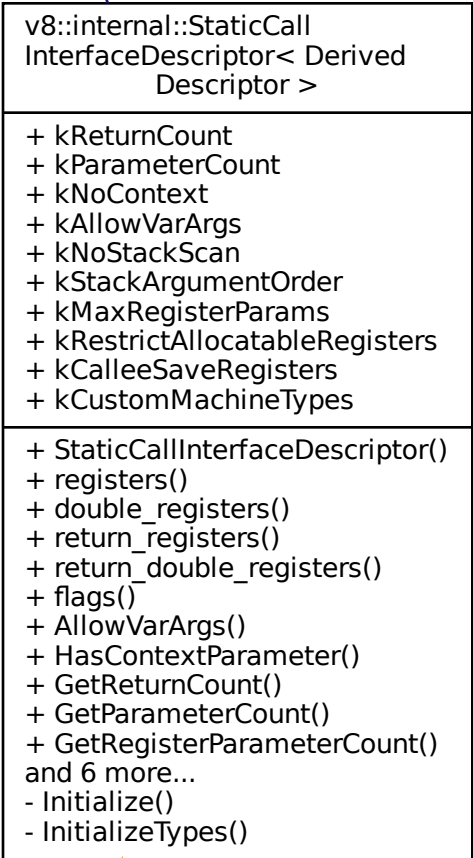 v8::internal::StaticCall
InterfaceDescriptor< Derived
Descriptor >
+ kReturnCount
+ kParameterCount
+ kNoContext
+ kAllowVarArgs
+ kNoStackScan
+ kStackArgumentOrder
+ kMaxRegisterParams
+ kRestrictAllocatableRegisters
+ kCalleeSaveRegisters
+ kCustomMachineTypes
+ StaticCallInterfaceDescriptor()
+ registers()
+ double_registers()
+ return_registers()
+ return_double_registers()
+ flags()
+ AllowVarArgs()
+ HasContextParameter()
+ GetReturnCount()
+ GetParameterCount()
+ GetRegisterParameterCount()
and 6 more...
- Initialize()
- InitializeTypes()